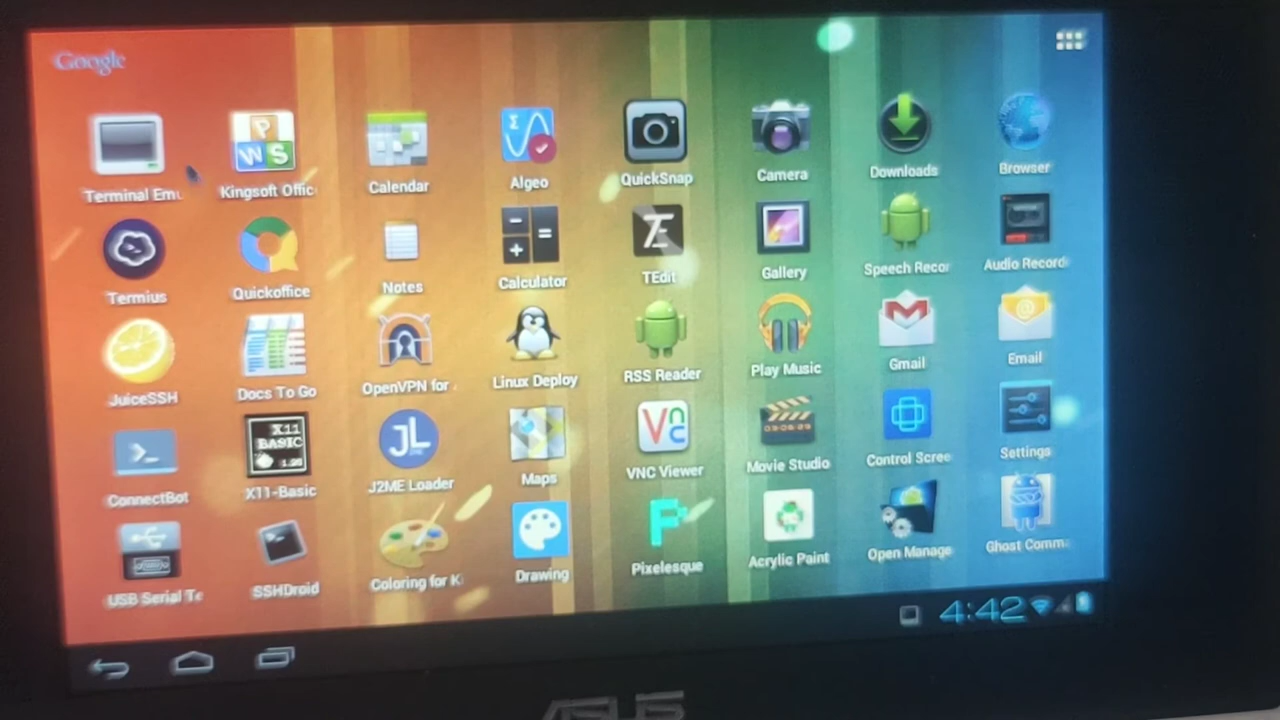 Google
Terminal Emu
Kingsoft Offic
Calendar
Algeo
QuickSnap
Camera
Downloads
Browser
Termius
Quickoffice
Notes
Calculator
TEdit
Gallery
Speech Recor
Audio Record
JuiceSSH
Docs To Go
OpenVPN for
Linux Deploy
RSS Reader
Play Music
Gmail
Email
ConnectBot
X11-Basic
J2ME Loader
Maps
VNC Viewer
Movie Studio
Control Scree
Settings
USB Serial Te
SSHDroid
Coloring for K
Drawing
Pixelesque
Acrylic Paint
Open Manage
Ghost Comm
4:42
ASUS